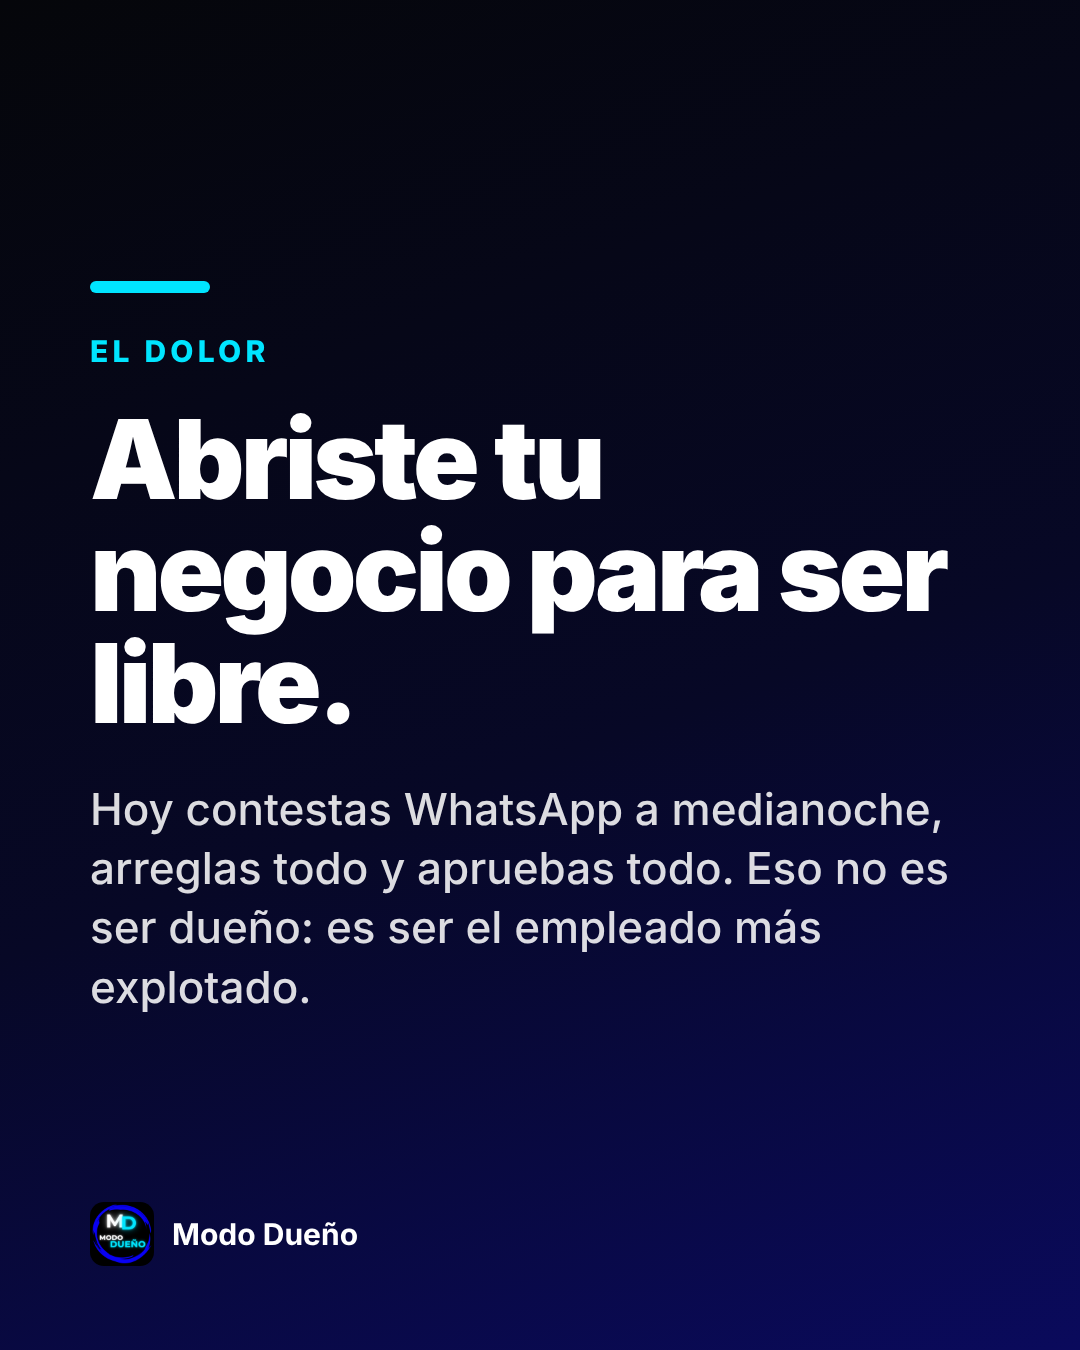 EL DOLOR
Abriste tu
negocio para ser
libre.
Hoy contestas WhatsApp a medianoche,
arreglas todo y apruebas todo. Eso no es
ser dueño: es ser el empleado más
explotado.
MD
MODO
DUEÑO
Modo Dueño